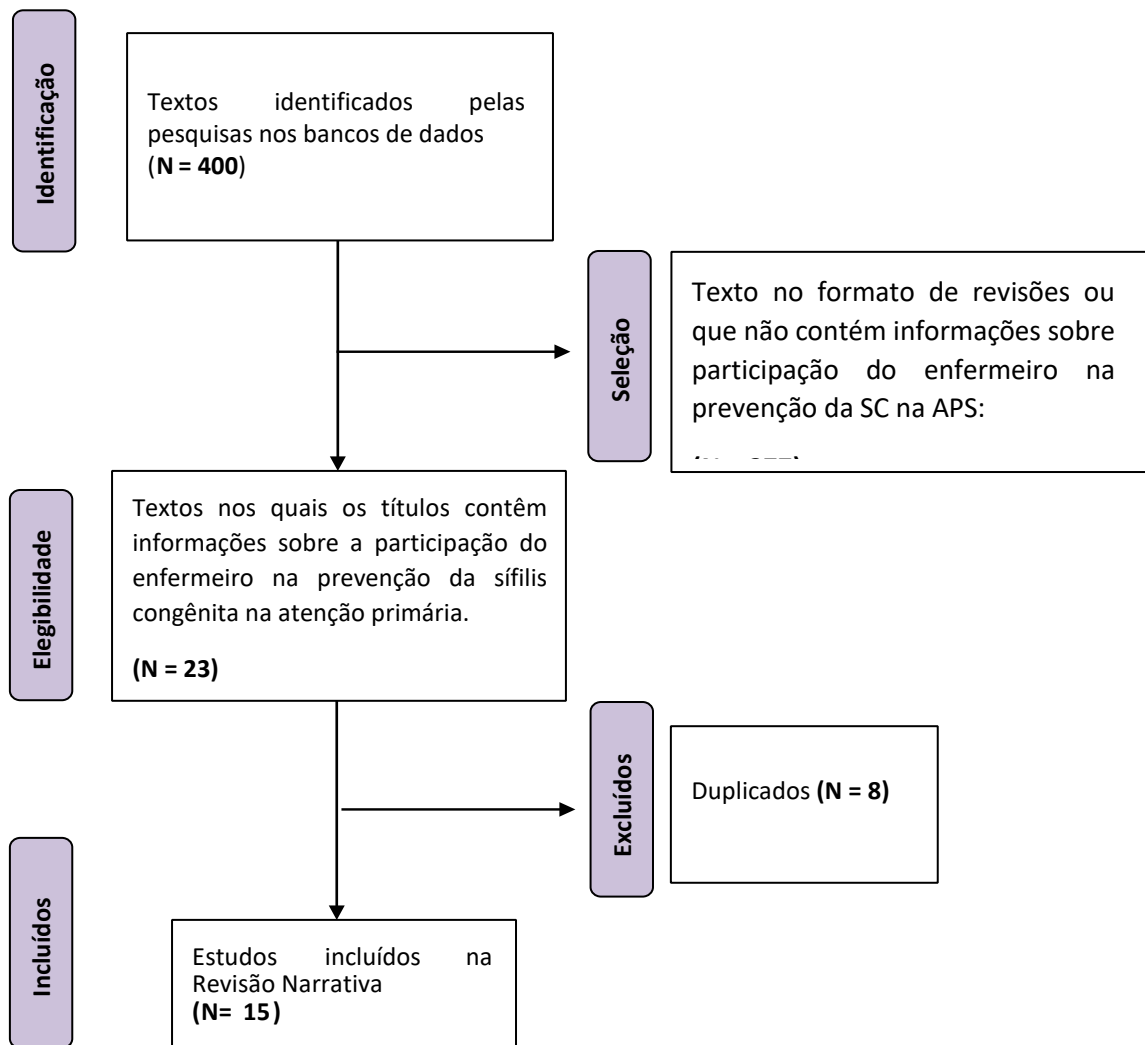 Identificação
Textos identificados pelas
pesquisas nos bancos de dados
(N = 400)
Seleção
Texto no formato de revisões ou
que não contém informações sobre
participação do enfermeiro na
prevenção da SC na APS:
Elegibilidade
Textos nos quais os títulos contêm
informações sobre a participação do
enfermeiro na prevenção da sífilis
congênita na atenção primária.
(N = 23)
Excluídos
Duplicados (N = 8)
Incluídos
Estudos incluídos na
Revisão Narrativa
(N= 15)